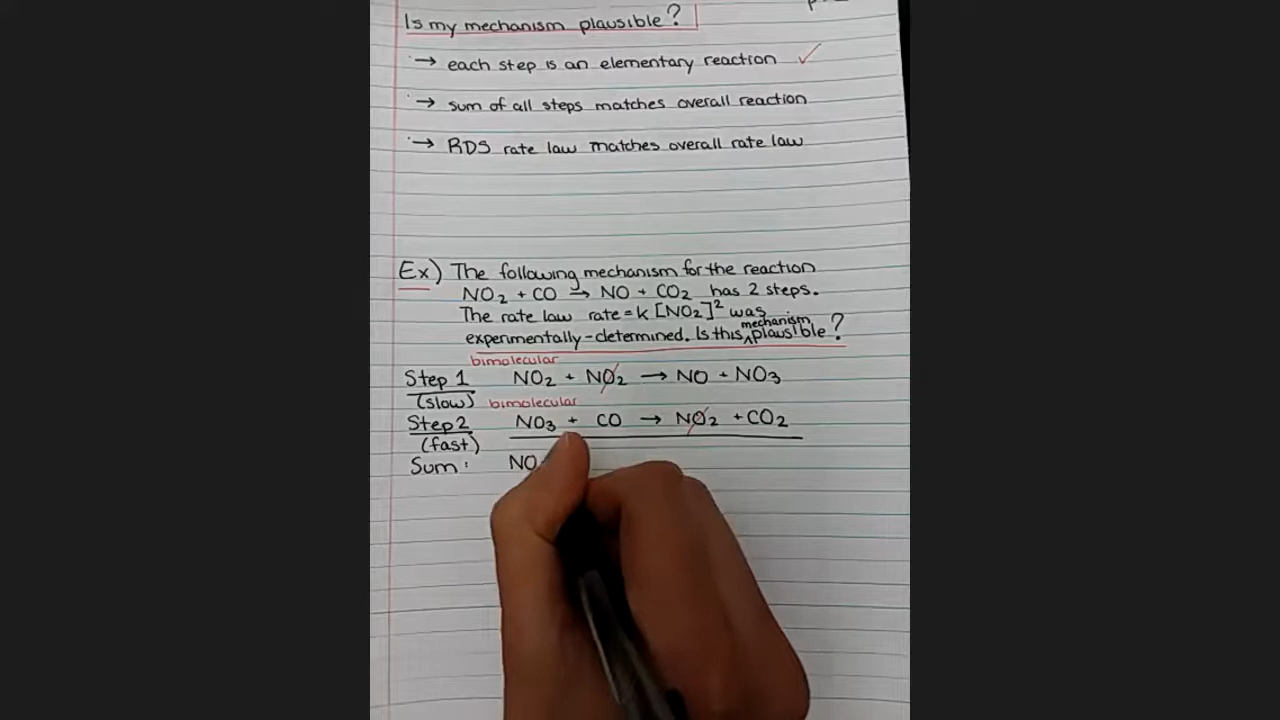 Is my mechanism plausible?
→ each step is an elementary reaction ✓
→ sum of all steps matches overall reaction
→ RDS rate law matches overall rate law
Ex) The following mechanism for the reaction
NO₂ + CO → NO + CO₂ has 2 steps.
The rate law rate = k [NO₂]² was
mechanism
experimentally-determined. Is this ^ plausible?
bimolecular
Step 1 NO₂ + NO₂ → NO + NO₃
(slow) bimolecular
Step 2 NO₃ + CO → NO₂ + CO₂
(fast)
Sum: NO